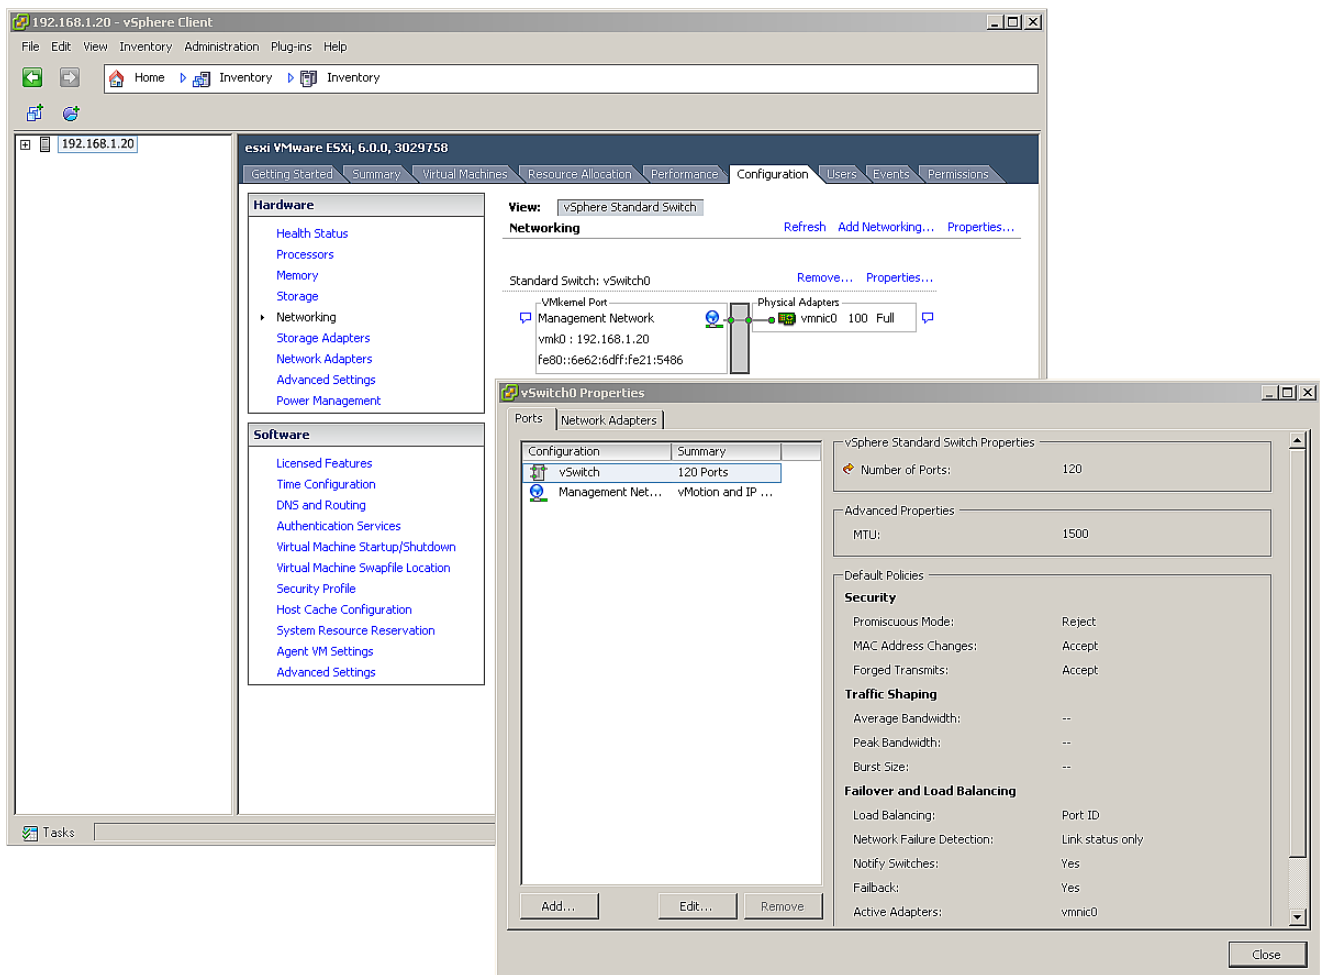 192.168.1.20 - vSphere Client
File Edit View Inventory Administration Plug-ins Help
Home Inventory Inventory
192.168.1.20
esxi VMware ESXi, 6.0.0, 3029758
Getting Started Summary Virtual Machines Resource Allocation Performance Configuration Users Events Permissions
Hardware
Health Status
Processors
Memory
Storage
Networking
Storage Adapters
Network Adapters
Advanced Settings
Power Management
Software
Licensed Features
Time Configuration
DNS and Routing
Authentication Services
Virtual Machine Startup/Shutdown
Virtual Machine Swapfile Location
Security Profile
Host Cache Configuration
System Resource Reservation
Agent VM Settings
Advanced Settings
View: vSphere Standard Switch
Networking Refresh Add Networking... Properties...
Standard Switch: vSwitch0 Remove... Properties...
VMkernel Port Physical Adapters
Management Network vmnic0 100 Full
vmk0 : 192.168.1.20
fe80::6e62:6dff:fe21:5486
Tasks
vSwitch0 Properties
Ports Network Adapters
Configuration Summary
vSwitch 120 Ports
Management Net... vMotion and IP ...
Add... Edit... Remove
vSphere Standard Switch Properties
Number of Ports: 120
Advanced Properties
MTU: 1500
Default Policies
Security
Promiscuous Mode: Reject
MAC Address Changes: Accept
Forged Transmits: Accept
Traffic Shaping
Average Bandwidth: --
Peak Bandwidth: --
Burst Size: --
Failover and Load Balancing
Load Balancing: Port ID
Network Failure Detection: Link status only
Notify Switches: Yes
Failback: Yes
Active Adapters: vmnic0
Close